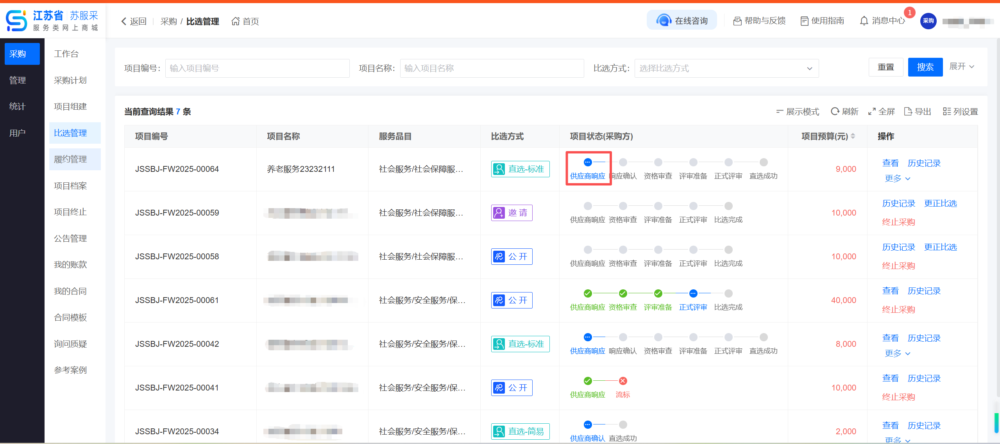 江苏省 苏服采
服务类网上商城
返回 采购 / 比选管理 首页
在线咨询 帮助与反馈 使用指南 消息中心 1 采购
采购
管理
统计
用户
工作台
采购计划
项目组建
比选管理
履约管理
项目档案
项目终止
公告管理
我的账款
我的合同
合同模板
询问质疑
参考案例
项目编号： 输入项目编号 项目名称： 输入项目名称 比选方式： 选择比选方式 重置 搜索 展开
当前查询结果 7 条 展示模式 刷新 全屏 导出 列设置
项目编号 项目名称 服务品目 比选方式 项目状态(采购方) 项目预算(元) 操作
JSSBJ-FW2025-00064 养老服务23232111 社会服务/社会保障服... 直选-标准 供应商响应 响应确认 资格审查 评审准备 正式评审 直选成功 9,000 查看 历史记录
更多
JSSBJ-FW2025-00059 社会服务/社会保障服... 邀请 供应商响应 资格审查 评审准备 正式评审 比选完成 10,000 历史记录 更正比选
终止采购
JSSBJ-FW2025-00058 社会服务/社会保障服... 公开 供应商响应 资格审查 评审准备 正式评审 比选完成 10,000 历史记录 更正比选
终止采购
JSSBJ-FW2025-00061 社会服务/安全服务/保... 公开 供应商响应 资格审查 评审准备 正式评审 比选完成 40,000 查看 历史记录
终止采购
JSSBJ-FW2025-00042 社会服务/安全服务/保... 直选-标准 供应商响应 响应确认 资格审查 评审准备 正式评审 直选成功 8,000 查看 历史记录
更多
JSSBJ-FW2025-00041 社会服务/安全服务/保... 公开 供应商响应 流标 10,000 查看 历史记录
终止采购
JSSBJ-FW2025-00034 社会服务/安全服务/保... 直选-简易 供应商确认 直选成功 2,000 查看 历史记录
更多